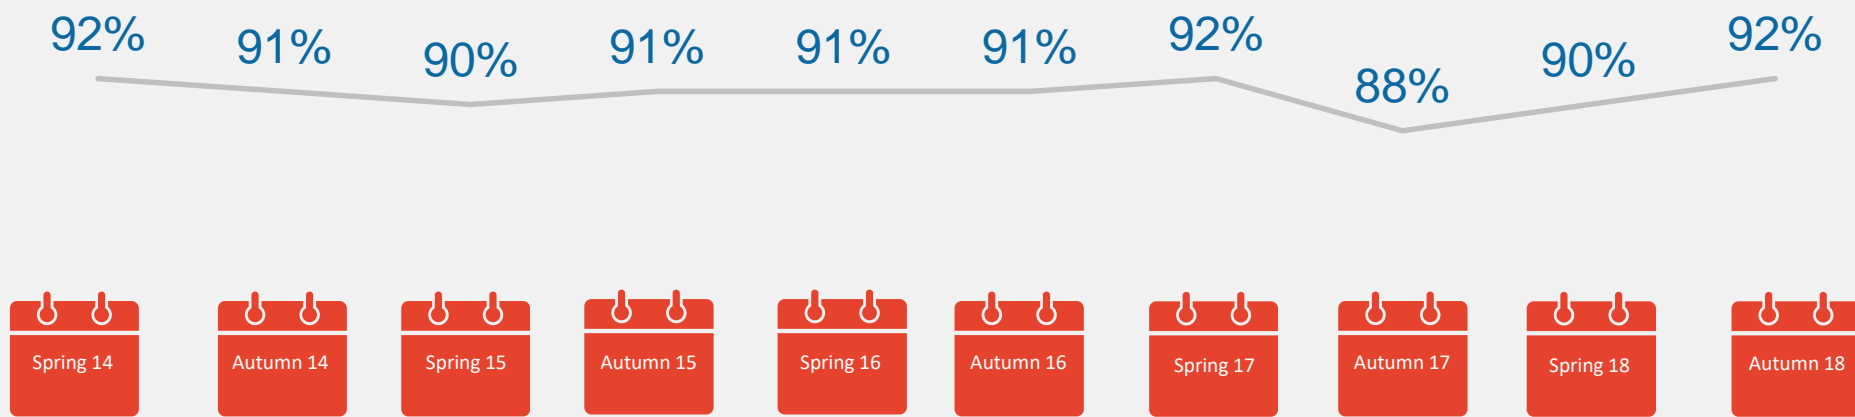 92%
91%
90%
91%
91%
91%
92%
88%
90%
92%
Spring 14
Autumn 14
Spring 15
Autumn 15
Spring 16
Autumn 16
Spring 17
Autumn 17
Spring 18
Autumn 18